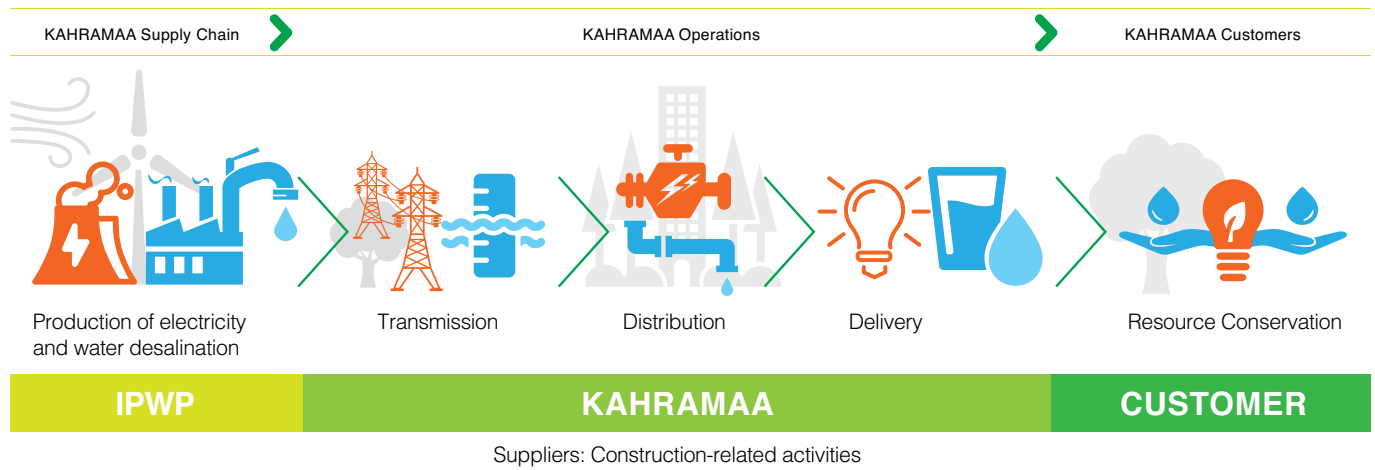 KAHRAMAA Supply Chain
KAHRAMAA Operations
KAHRAMAA Customers
Production of electricity
and water desalination
Transmission
Distribution
Delivery
Resource Conservation
IPWP
KAHRAMAA
CUSTOMER
Suppliers: Construction-related activities